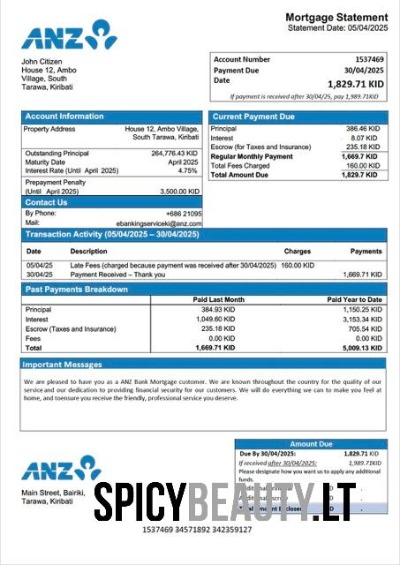 Mortgage Statement
Statement Date: 05/04/2025
ANZ
John Citizen
House 12, Ambo
Village, South
Tarawa, Kiribati
Account Number 1537469
Payment Due 30/04/2025
Date
1,829.71 KID
If payment is received after 30/04/25, pay 1,989.71KID
Account Information
Property Address House 12, Ambo Village,
South Tarawa, Kiribati
Outstanding Principal 264,776.43 KID
Maturity Date April 2025
Interest Rate (Until April 2025) 4.75%
Prepayment Penalty
(Until April 2025) 3,500.00 KID
Contact Us
By Phone: +686 21095
Mail: ebankingserviceki@anz.com
Current Payment Due
Principal 386.46 KID
Interest 8.07 KID
Escrow (for Taxes and Insurance) 235.18 KID
Regular Monthly Payment 1,669.7 KID
Total Fees Charged 160.00 KID
Total Amount Due 1,829.7 KID
Transaction Activity (05/04/2025 – 30/04/2025)
Date Description Charges Payments
05/04/25 Late Fees (charged because payment was received after 30/04/2025) 160.00 KID
30/04/25 Payment Received – Thank you 1,669.71 KID
Past Payments Breakdown
Paid Last Month Paid Year to Date
Principal 384.93 KID 1,150.25 KID
Interest 1,049.60 KID 3,153.34 KID
Escrow (Taxes and Insurance) 235.18 KID 705.54 KID
Fees 0.00 KID 0.00 KID
Total 1,669.71 KID 5,009.13 KID
Important Messages
We are pleased to have you as a ANZ Bank Mortgage customer. We are known throughout the country for the quality of our
service and our dedication to providing financial security for our customers. We will do everything we can to make you feel at
home, and toensure you receive the friendly, professional service you deserve.
ANZ
Main Street, Bairiki,
Tarawa, Kiribati
Amount Due
Due By 30/04/2025: 1,829.71 KID
If received after 30/04/25: 1,989.71KID
Please designate how you want us to apply any additional
funds.
SPICYBEAUTY.LT
1537469 34571892 342359127